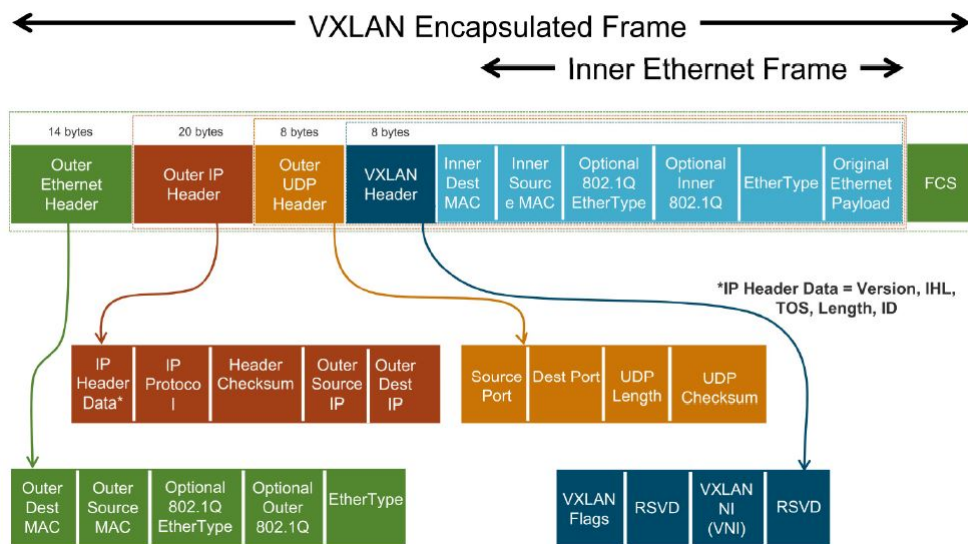 VXLAN Encapsulated Frame
Inner Ethernet Frame
14 bytes
20 bytes
8 bytes
8 bytes
Outer
Ethernet
Header
Outer IP
Header
Outer
UDP
Header
VXLAN
Header
Inner
Dest
MAC
Inner
Sourc
e MAC
Optional
802.1Q
EtherType
Optional
Inner
802.1Q
EtherType
Original
Ethernet
Payload
FCS
*IP Header Data = Version, IHL,
TOS, Length, ID
IP
Header
Data*
IP
Protoco
l
Header
Checksum
Outer
Source
IP
Outer
Dest
IP
Source
Port
Dest Port
UDP
Length
UDP
Checksum
Outer
Dest
MAC
Outer
Source
MAC
Optional
802.1Q
EtherType
Optional
Outer
802.1Q
EtherType
VXLAN
Flags
RSVD
VXLAN
NI
(VNI)
RSVD